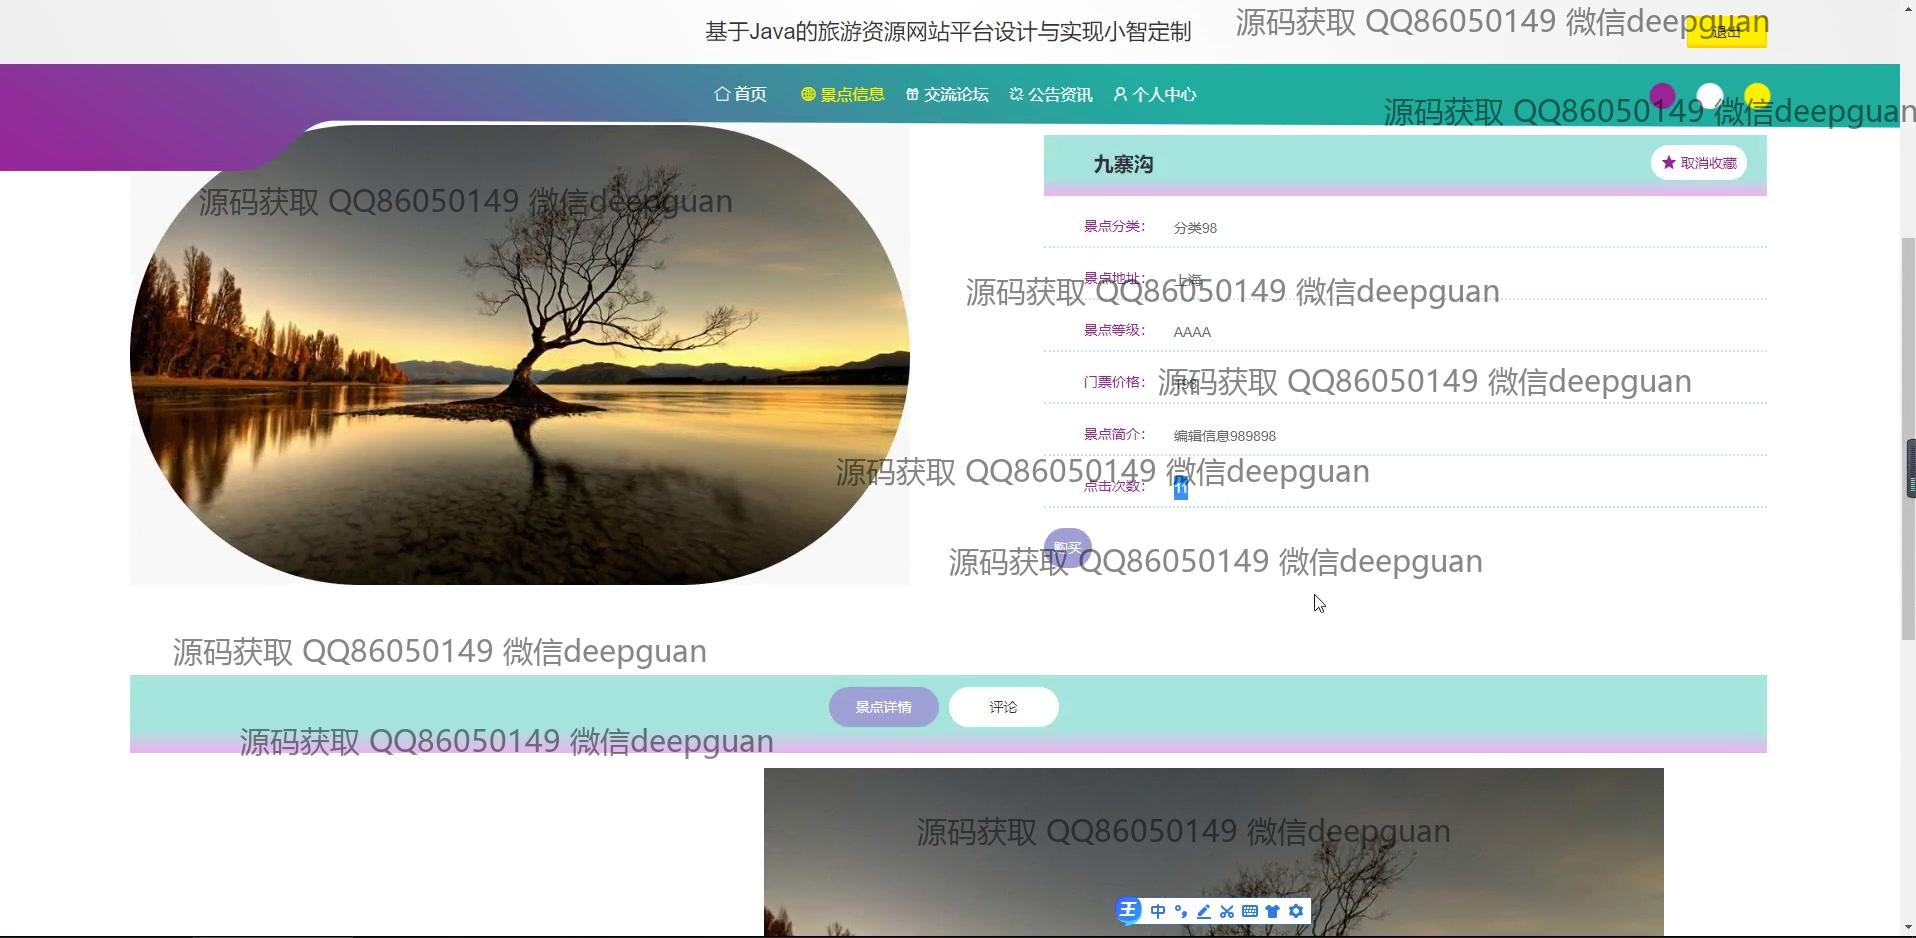 基于Java的旅游资源网站平台设计与实现小智定制
源码获取 QQ86050149 微信deepguan
退出
首页 景点信息 交流论坛 公告资讯 个人中心
源码获取 QQ86050149 微信deepguan
九寨沟
取消收藏
源码获取 QQ86050149 微信deepguan
景点分类： 分类98
景点地址： 上海
源码获取 QQ86050149 微信deepguan
景点等级： AAAA
门票价格：
源码获取 QQ86050149 微信deepguan
景点简介： 编辑信息989898
源码获取 QQ86050149 微信deepguan
点击次数： 11
购买
源码获取 QQ86050149 微信deepguan
源码获取 QQ86050149 微信deepguan
景点详情 评论
源码获取 QQ86050149 微信deepguan
源码获取 QQ86050149 微信deepguan
王 中